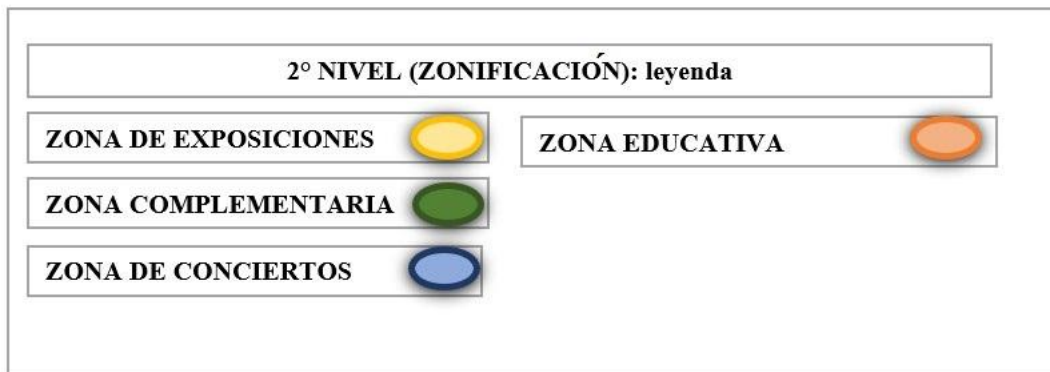 2° NIVEL (ZONIFICACIÓN): leyenda
ZONA DE EXPOSICIONES
ZONA EDUCATIVA
ZONA COMPLEMENTARIA
ZONA DE CONCIERTOS